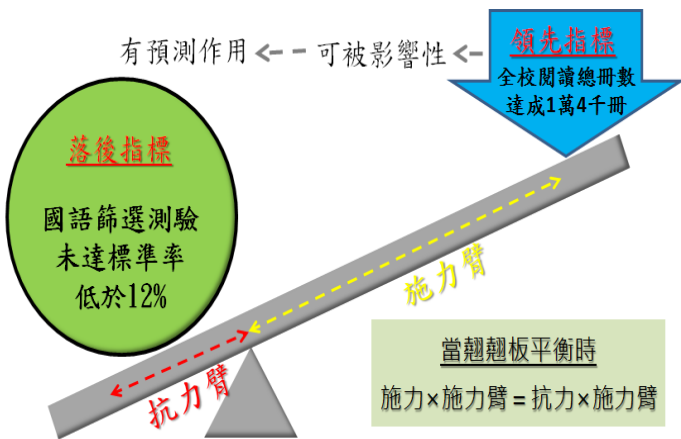 有預測作用 ← 可被影響性 ← 領先指標
全校閱讀總冊數
達成1萬4千冊
落後指標
國語篩選測驗
未達標準率
低於12%
施力臂
抗力臂
當翹翹板平衡時
施力×施力臂=抗力×施力臂